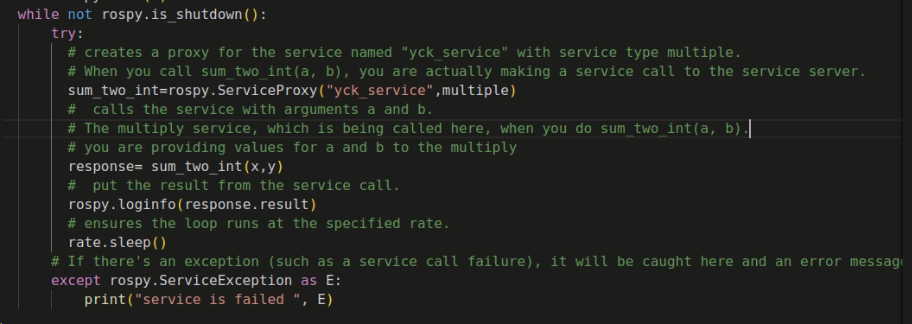 while not rospy.is_shutdown():
try:
# creates a proxy for the service named "yck_service" with service type multiple.
# When you call sum_two_int(a, b), you are actually making a service call to the service server.
sum_two_int=rospy.ServiceProxy("yck_service",multiple)
#  calls the service with arguments a and b.
# The multiply service, which is being called here, when you do sum_two_int(a, b).
# you are providing values for a and b to the multiply
response= sum_two_int(x,y)
#  put the result from the service call.
rospy.loginfo(response.result)
# ensures the loop runs at the specified rate.
rate.sleep()
# If there's an exception (such as a service call failure), it will be caught here and an error message
except rospy.ServiceException as E:
print("service is failed ", E)